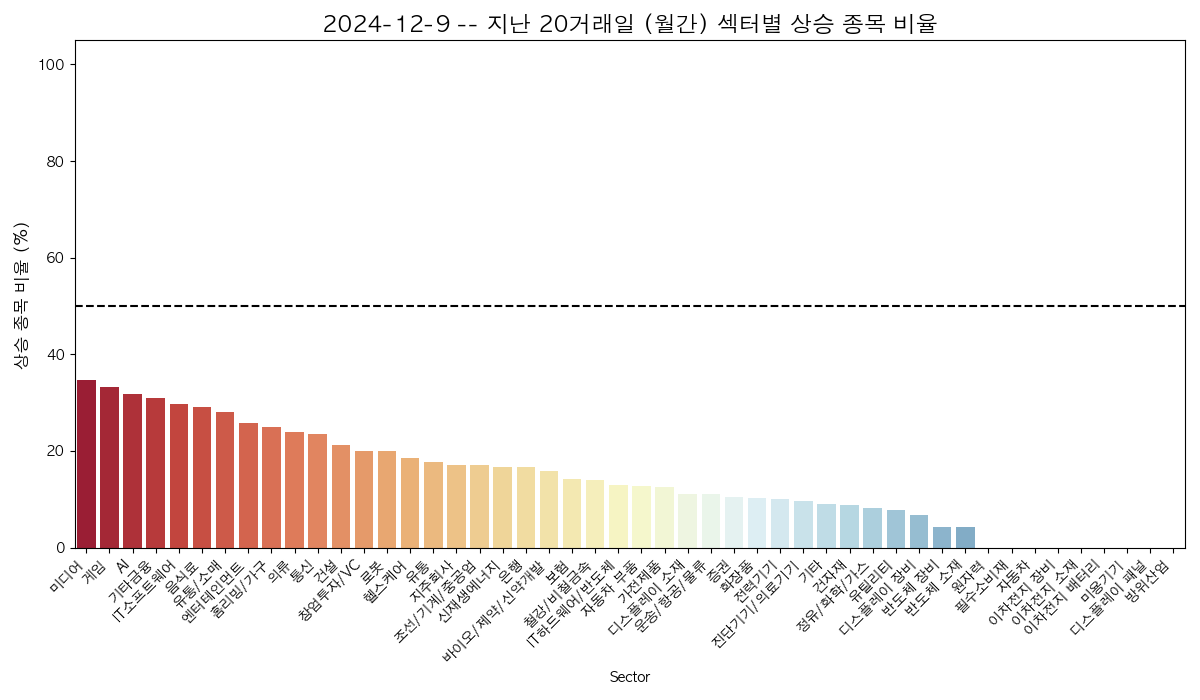 2024-12-9 -- 지난 20거래일 (월간) 섹터별 상승 종목 비율
상승 종목 비율 (%)
100
80
60
40
20
0
미디어
게임
AI
기타금융
IT소프트웨어
음식료
유통/소매
엔터테인먼트
홈리빙/가구
의류
통신
건설
창업투자/VC
로봇
헬스케어
유통
지주회사
조선/기계/중공업
신재생에너지
은행
바이오/제약/신약개발
보험
철강/비철금속
IT하드웨어/반도체
자동차 부품
가전제품
디스플레이 소재
운송/항공/물류
증권
화장품
전력기기
진단기기/의료기기
기타
건자재
정유/화학/가스
유틸리티
디스플레이 장비
반도체 장비
반도체 소재
원자력
필수소비재
자동차
이차전지 장비
이차전지 소재
이차전지 배터리
미용기기
디스플레이 패널
방위산업
Sector